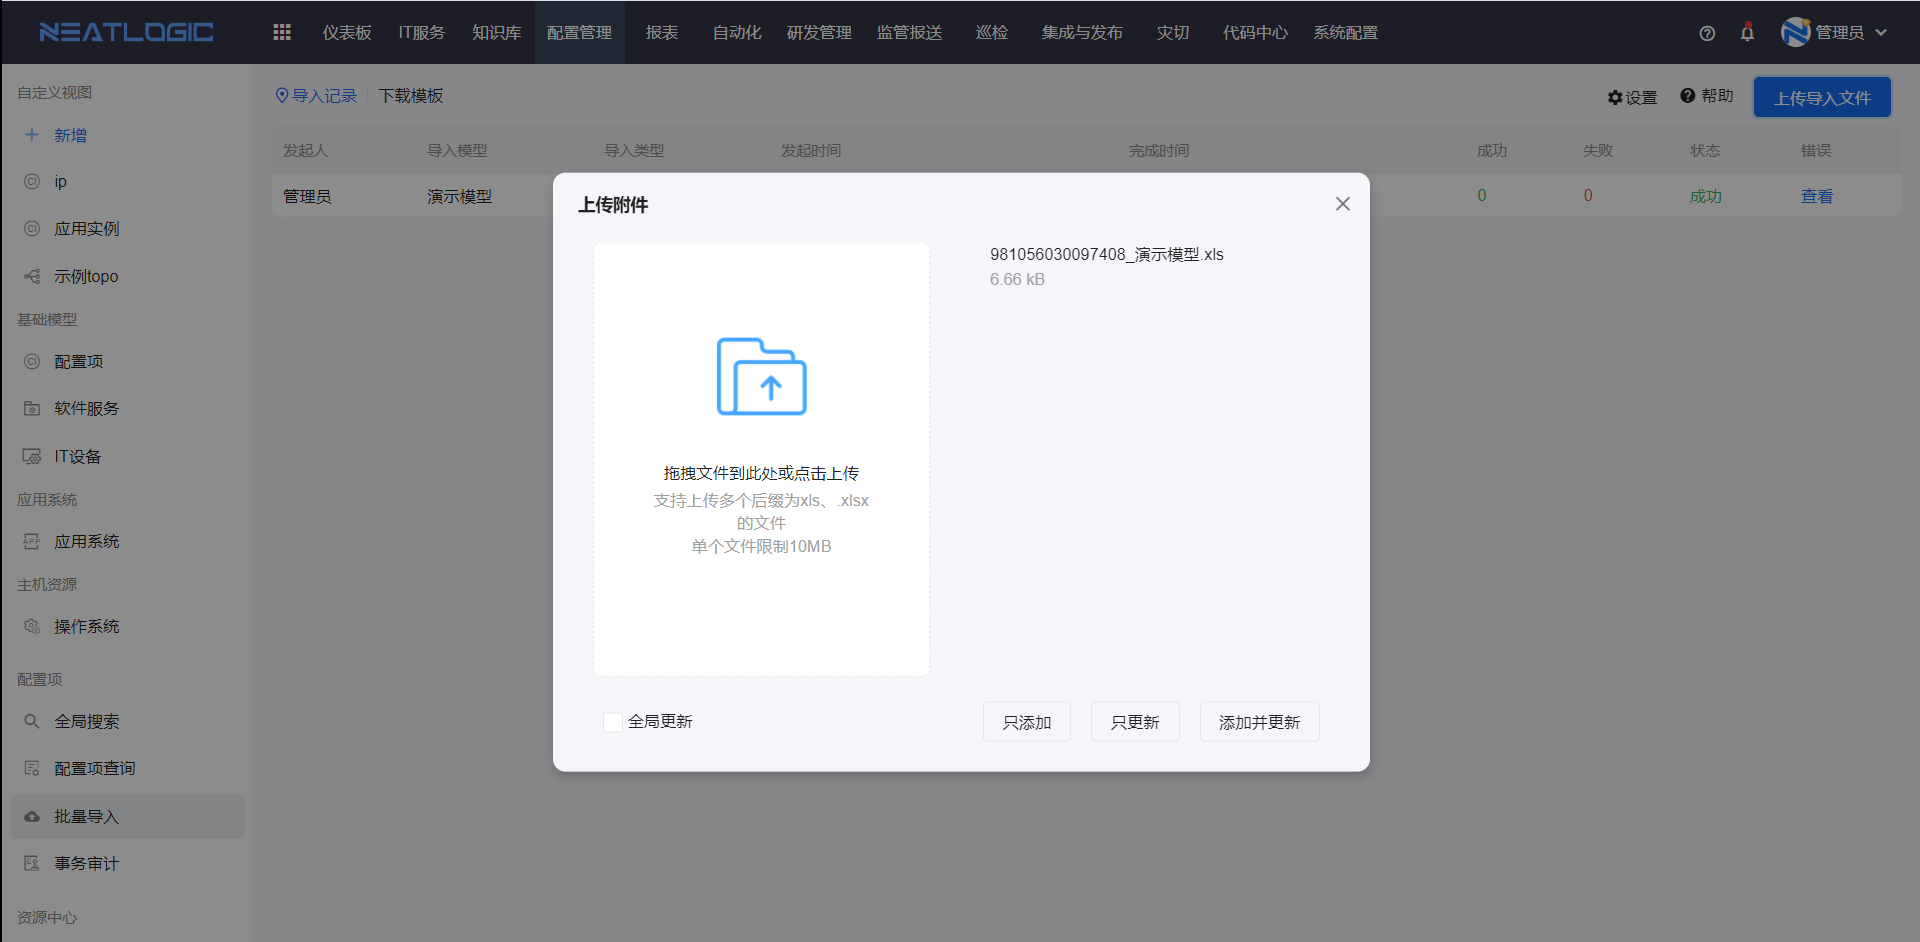 NEATLOGIC
仪表板
IT服务
知识库
配置管理
报表
自动化
研发管理
监管报送
巡检
集成与发布
灾切
代码中心
系统配置
管理员
自定义视图
新增
ip
应用实例
示例topo
基础模型
配置项
软件服务
IT设备
应用系统
应用系统
主机资源
操作系统
配置项
全局搜索
配置项查询
批量导入
事务审计
资源中心
导入记录
下载模板
设置
帮助
上传导入文件
发起人
导入模型
导入类型
发起时间
完成时间
成功
失败
状态
错误
管理员
演示模型
0
0
成功
查看
上传附件
拖拽文件到此处或点击上传
支持上传多个后缀为xls、.xlsx
的文件
单个文件限制10MB
981056030097408_演示模型.xls
6.66 kB
全局更新
只添加
只更新
添加并更新